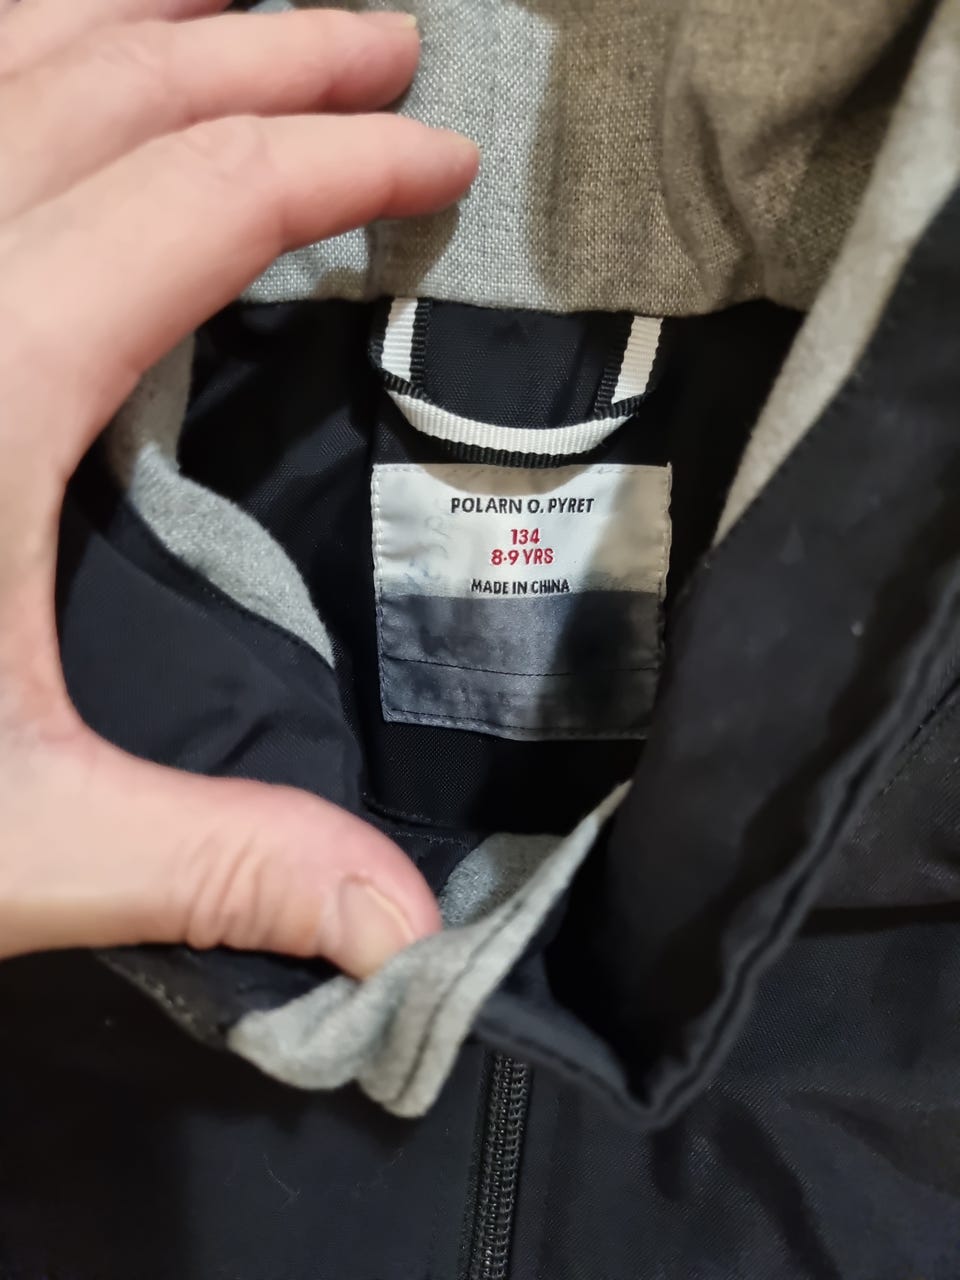 POLARN O. PYRET
134
8-9 YRS
MADE IN CHINA